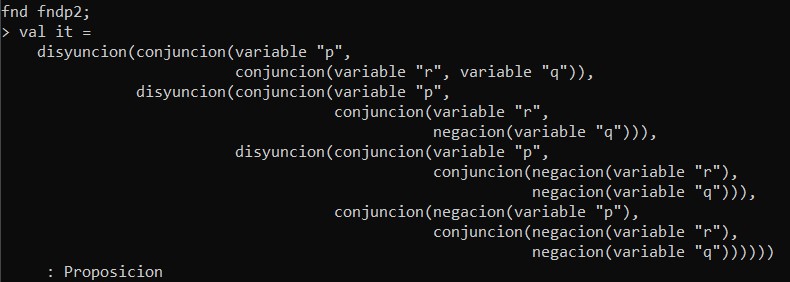 fnd fndp2;
> val it =
    disyuncion(conjuncion(variable "p",
                          conjuncion(variable "r", variable "q")),
               disyuncion(conjuncion(variable "p",
                                     conjuncion(variable "r",
                                                negacion(variable "q"))),
                          disyuncion(conjuncion(variable "p",
                                                conjuncion(negacion(variable "r"),
                                                           negacion(variable "q"))),
                                     conjuncion(negacion(variable "p"),
                                                conjuncion(negacion(variable "r"),
                                                           negacion(variable "q"))))))
     : Proposicion